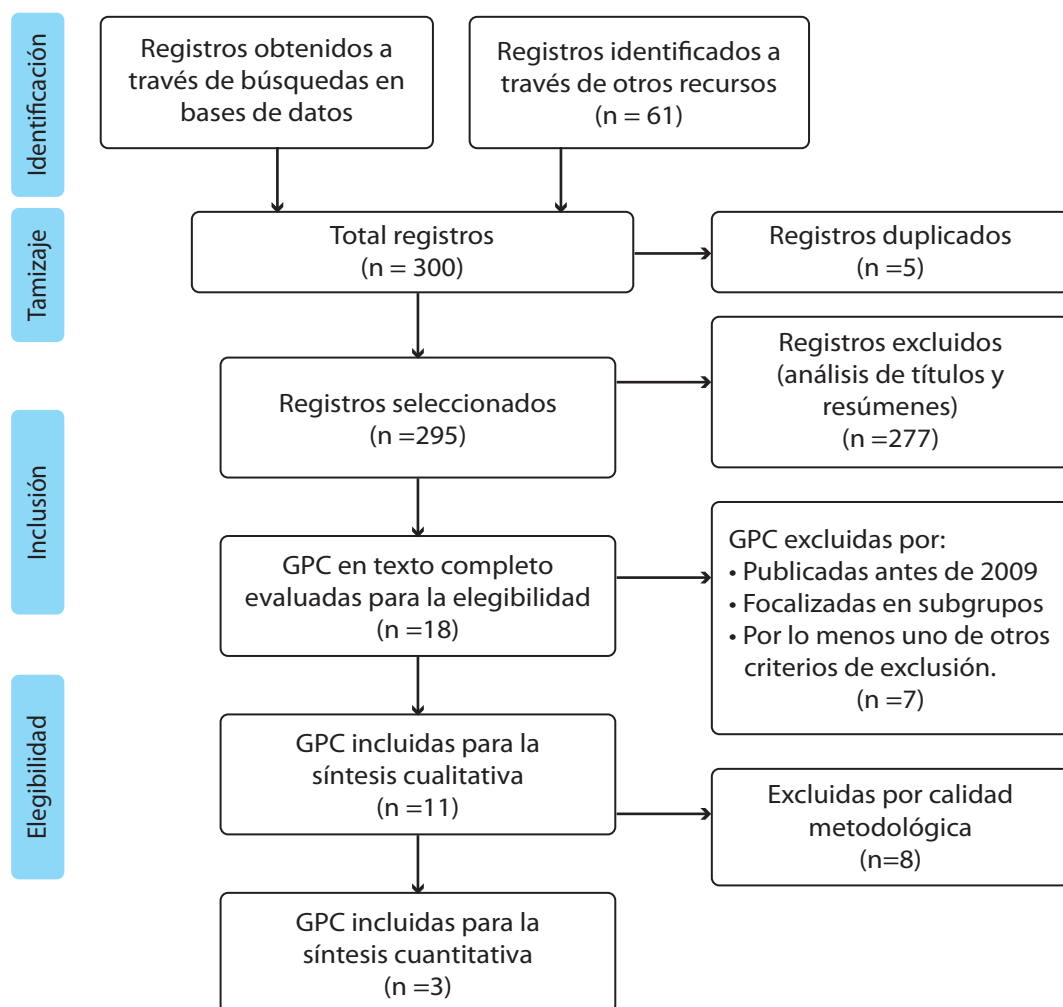 Identificación
Registros obtenidos a
través de búsquedas en
bases de datos
Registros identificados a
través de otros recursos
(n = 61)
Tamizaje
Total registros
(n = 300)
Registros duplicados
(n =5)
Registros seleccionados
(n =295)
Registros excluidos
(análisis de títulos y
resúmenes)
(n =277)
Inclusión
GPC en texto completo
evaluadas para la elegibilidad
(n =18)
GPC excluidas por:
• Publicadas antes de 2009
• Focalizadas en subgrupos
• Por lo menos uno de otros
criterios de exclusión.
(n =7)
Elegibilidad
GPC incluidas para la
síntesis cualitativa
(n =11)
Excluidas por calidad
metodológica
(n=8)
GPC incluidas para la
síntesis cuantitativa
(n =3)